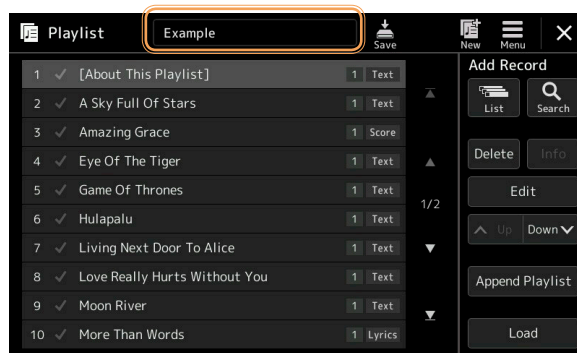 Playlist Example Save New Menu
Add Record
1 [About This Playlist] 1 Text
2 A Sky Full Of Stars 1 Text
List Search
3 Amazing Grace 1 Score
4 Eye Of The Tiger 1 Text
Delete Info
5 Game Of Thrones 1 Text
Edit
1/2
6 Hulapalu 1 Text
Up Down
7 Living Next Door To Alice 1 Text
8 Love Really Hurts Without You 1 Text
Append Playlist
9 Moon River 1 Text
10 More Than Words 1 Lyrics
Load